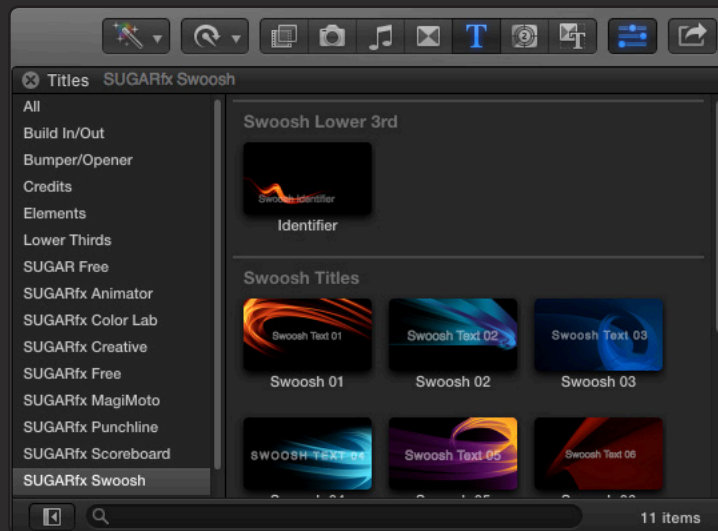 T
2
T
Titles SUGARfx Swoosh
All
Build In/Out
Bumper/Opener
Credits
Elements
Lower Thirds
SUGAR Free
SUGARfx Animator
SUGARfx Color Lab
SUGARfx Creative
SUGARfx Free
SUGARfx MagiMoto
SUGARfx Punchline
SUGARfx Scoreboard
SUGARfx Swoosh
Swoosh Lower 3rd
Swoosh Identifier
Identifier
Swoosh Titles
Swoosh Text 01
Swoosh Text 02
Swoosh Text 03
Swoosh 01
Swoosh 02
Swoosh 03
SWOOSH TEXT 04
Swoosh Text 05
Swoosh Text 06
11 items